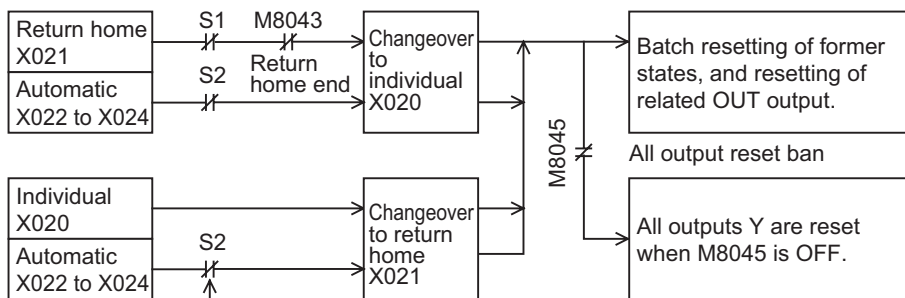 Return home
X021
Automatic
X022 to X024
S1
M8043
Return
home end
S2
Changeover
to
individual
X020
M8045
Batch resetting of former
states, and resetting of
related OUT output.
All output reset ban
Individual
X020
Automatic
X022 to X024
S2
Changeover
to return
home
X021
All outputs Y are reset
when M8045 is OFF.